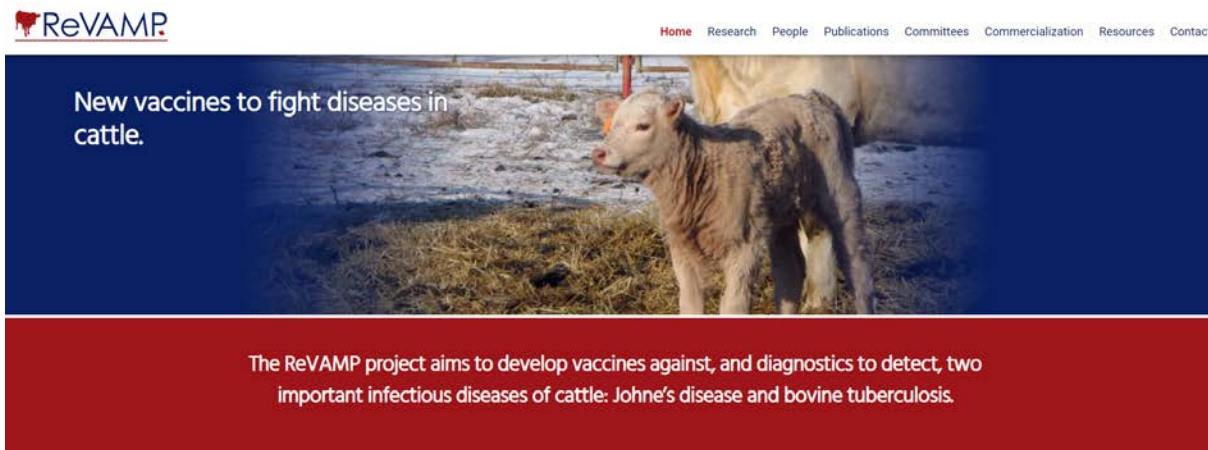 ReVAMP
Home Research People Publications Committees Commercialization Resources Contact
New vaccines to fight diseases in
cattle.
The ReVAMP project aims to develop vaccines against, and diagnostics to detect, two
important infectious diseases of cattle: Johne's disease and bovine tuberculosis.